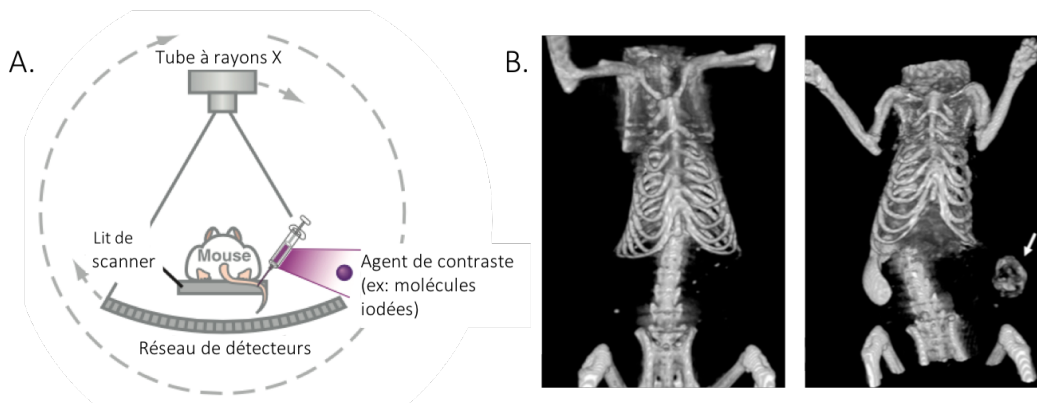 A.
Tube à rayons X
Lit de
scanner
Mouse
Agent de contraste
(ex: molécules
iodées)
Réseau de détecteurs
B.